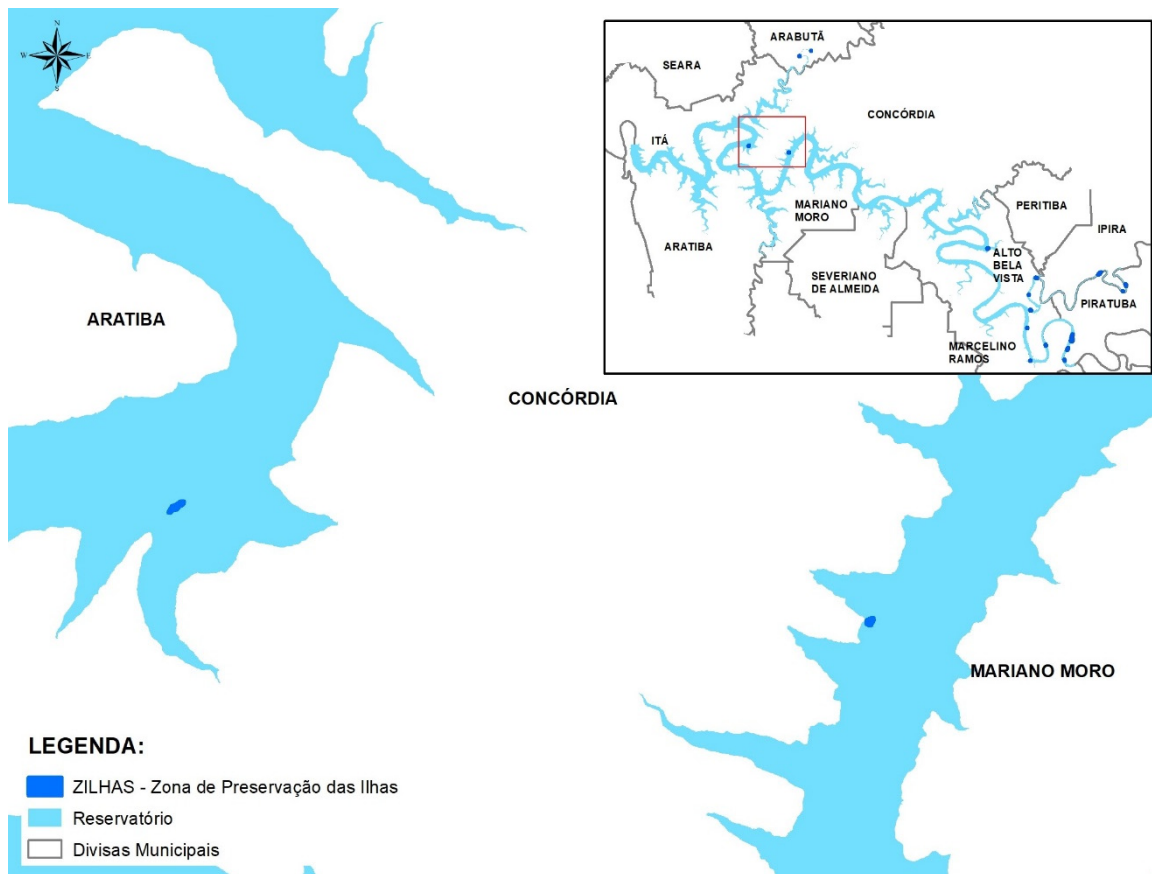 N
W E
S
ARABUTÃ
SEARA
CONCÓRDIA
ITÁ
MARIANO
MORO
PERITIBA
ARATIBA
ALTO
BELA
VISTA
IPIRA
SEVERIANO
DE ALMEIDA
PIRATUBA
MARCELINO
RAMOS
ARATIBA
CONCÓRDIA
MARIANO MORO
LEGENDA:
ZILHAS - Zona de Preservação das Ilhas
Reservatório
Divisas Municipais